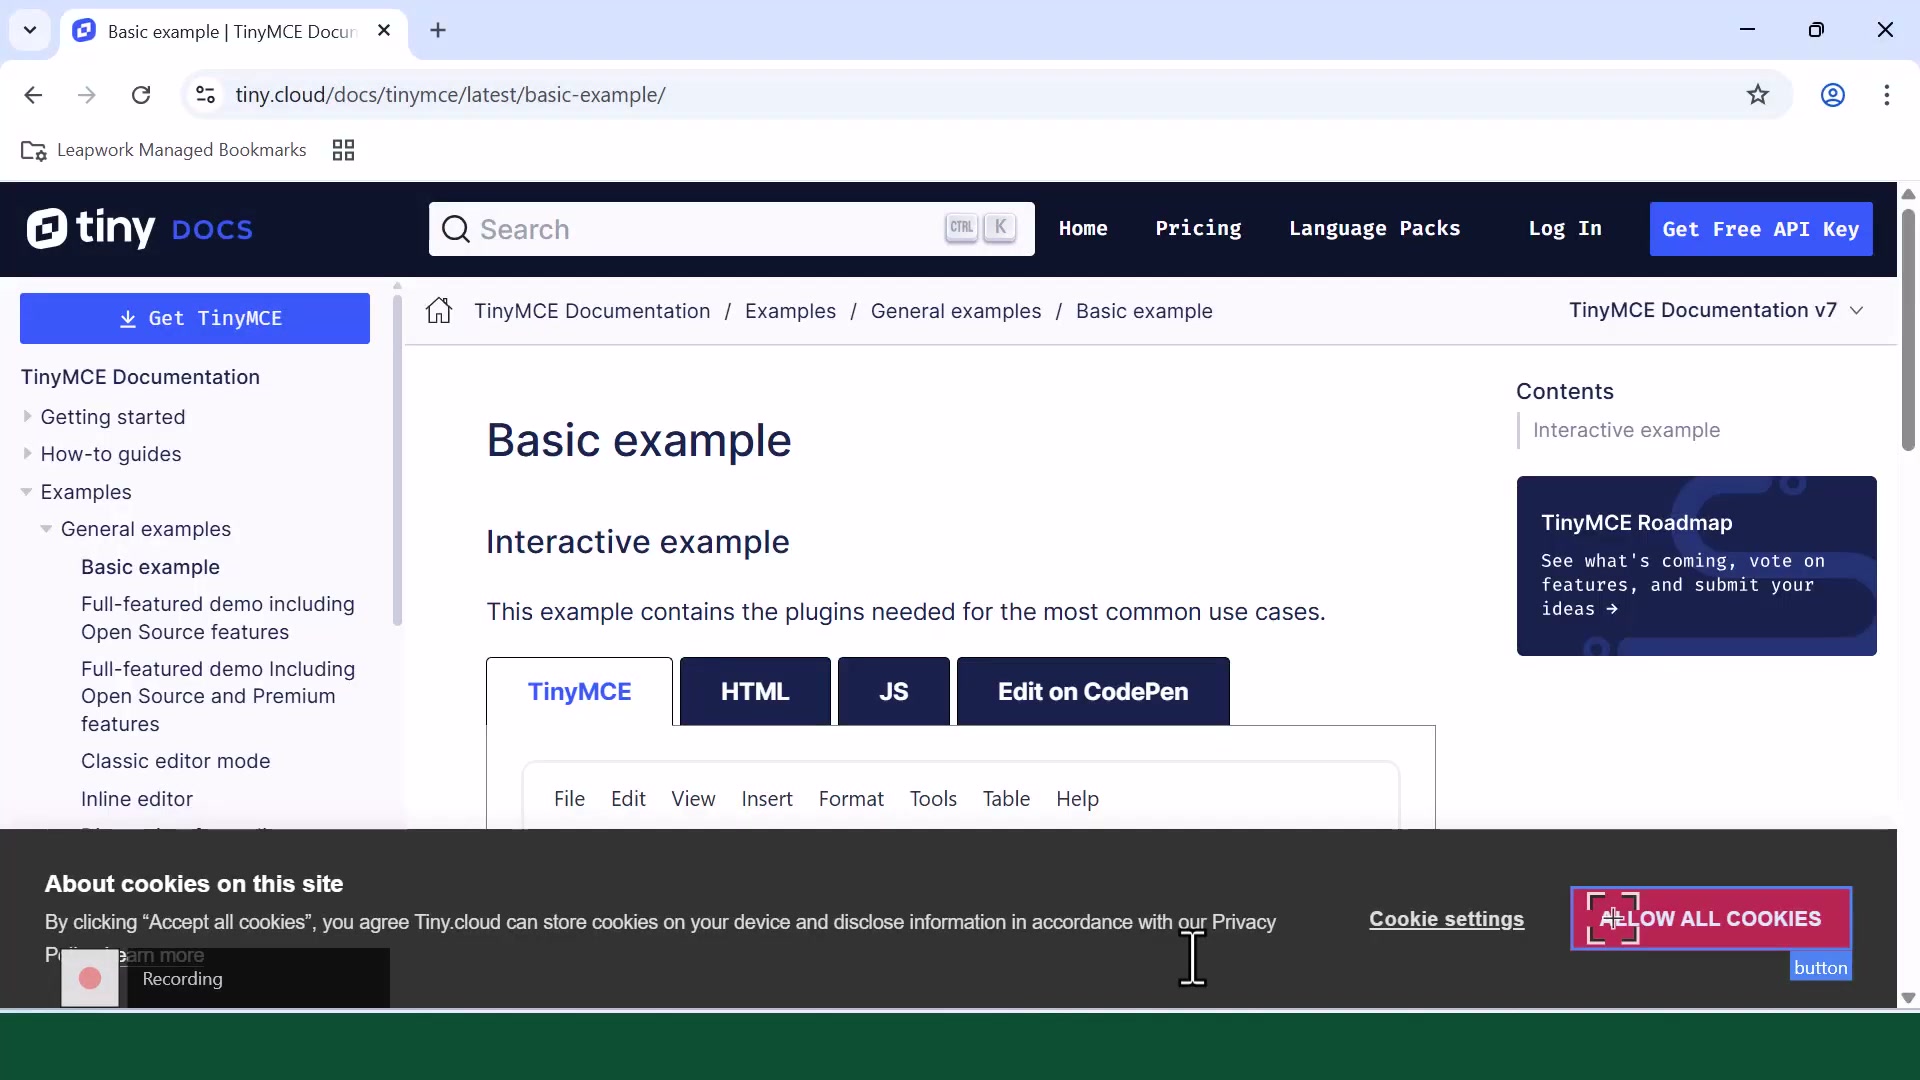 Basic example | TinyMCE Docu
tiny.cloud/docs/tinymce/latest/basic-example/
Leapwork Managed Bookmarks
tiny DOCS
Search
CTRL K
Home
Pricing
Language Packs
Log In
Get Free API Key
Get TinyMCE
TinyMCE Documentation / Examples / General examples / Basic example
TinyMCE Documentation v7
TinyMCE Documentation
Getting started
How-to guides
Examples
General examples
Basic example
Full-featured demo including
Open Source features
Full-featured demo Including
Open Source and Premium
features
Classic editor mode
Inline editor
Basic example
Interactive example
This example contains the plugins needed for the most common use cases.
TinyMCE
HTML
JS
Edit on CodePen
File Edit View Insert Format Tools Table Help
Contents
Interactive example
TinyMCE Roadmap
See what's coming, vote on
features, and submit your
ideas →
About cookies on this site
By clicking “Accept all cookies”, you agree Tiny.cloud can store cookies on your device and disclose information in accordance with our Privacy
more
Cookie settings
ALLOW ALL COOKIES
button
Recording